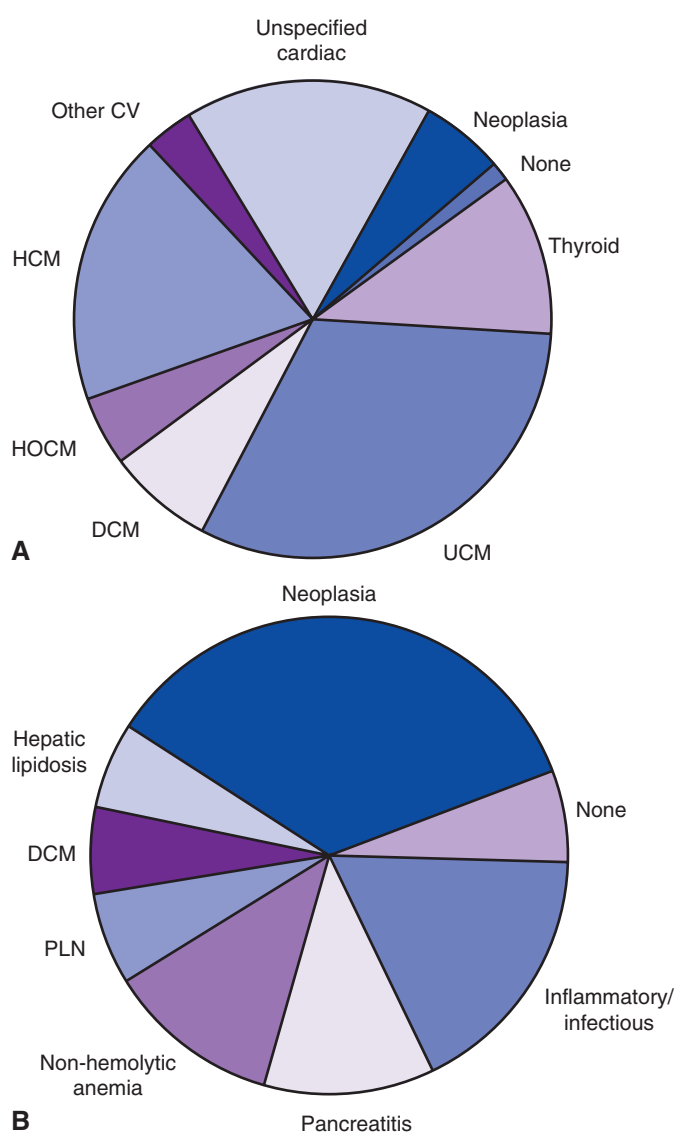 Unspecified
cardiac
Other CV
Neoplasia
None
Thyroid
HCM
HOCM
DCM
UCM
A
Neoplasia
Hepatic
lipidosis
None
DCM
PLN
Inflammatory/
infectious
Non-hemolytic
anemia
Pancreatitis
B